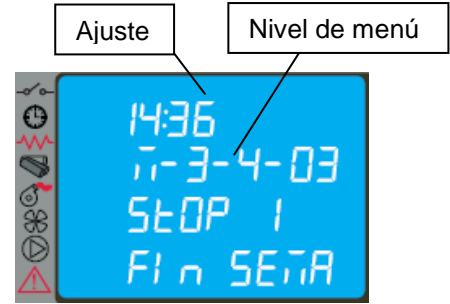 Ajuste
Nivel de menú
14:36
M-3-4-03
STOP 1
FIN SEMA